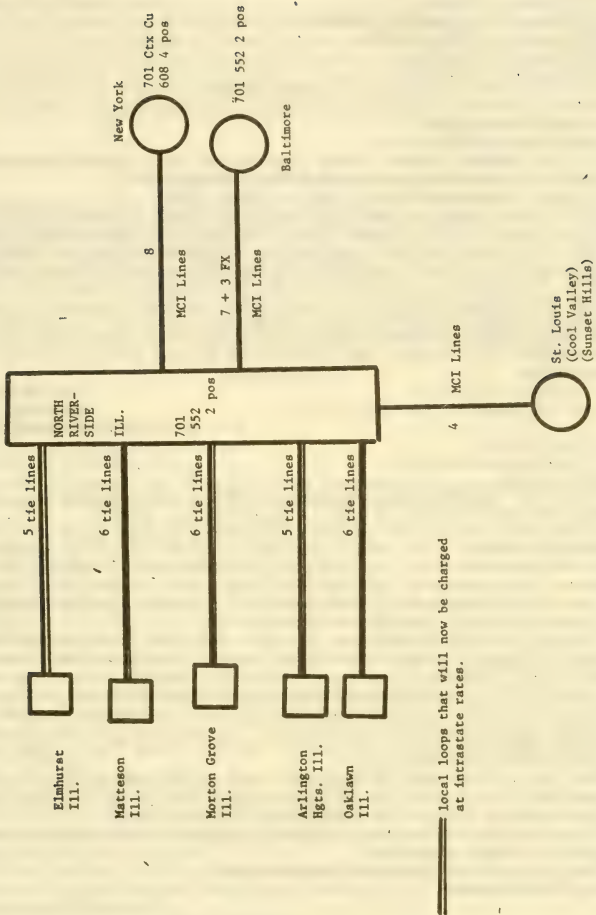 Elmhurst
Ill.
5 tie lines
Matteson
Ill.
6 tie lines
Morton Grove
Ill.
6 tie lines
Arlington
Hgts. Ill.
5 tie lines
Oaklawn
Ill.
6 tie lines
NORTH
RIVER-
SIDE
ILL.
701
552
2 pos
8
MCI Lines
New York
701 Ctx Cu
608 4 pos
7 + 3 FX
MCI Lines
701 552 2 pos
Baltimore
4
MCI Lines
St. Louis
(Cool Valley)
(Sunset Hills)
local loops that will now be charged
at intrastate rates.